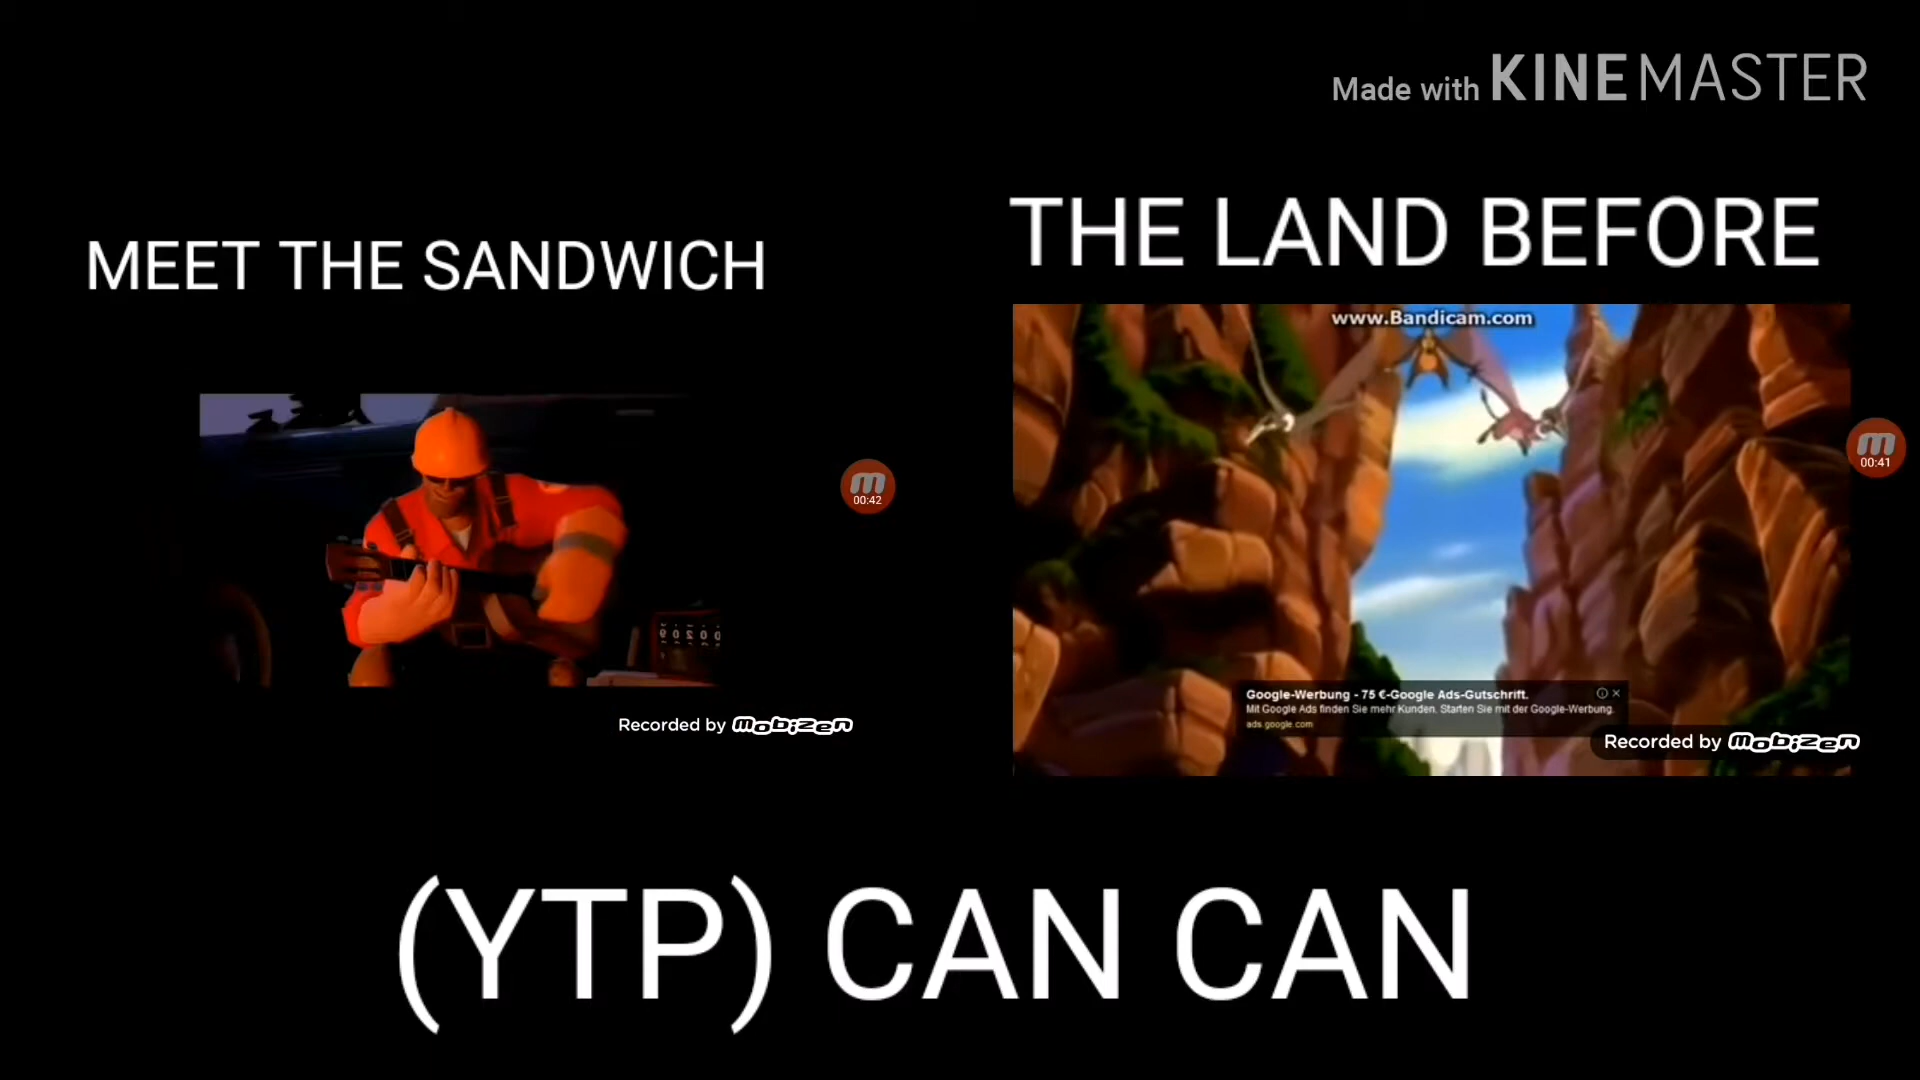 Made with KINEMASTER
MEET THE SANDWICH
THE LAND BEFORE
www.Bandicam.com
00:42
00:41
Google-Werbung - 75 €-Google Ads-Gutschrift.
Mit Google Ads finden Sie mehr Kunden. Starten Sie mit der Google-Werbung.
ads.google.com
Recorded by mobizen
Recorded by mobizen
(YTP) CAN CAN